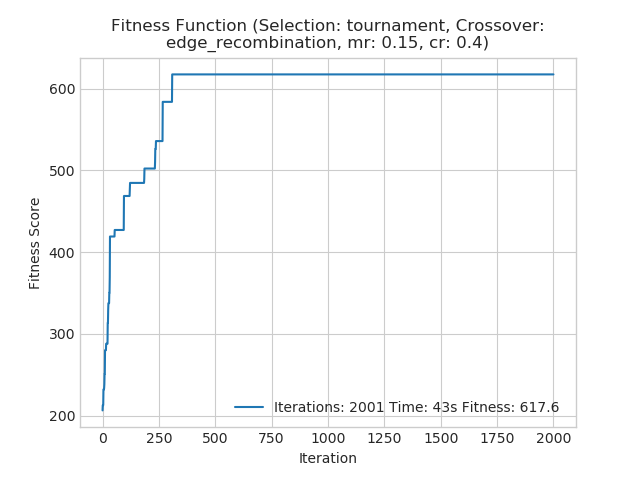 Fitness Function (Selection: tournament, Crossover:
edge_recombination, mr: 0.15, cr: 0.4)
600
500
400
300
200
Fitness Score
Iterations: 2001 Time: 43s Fitness: 617.6
0 250 500 750 1000 1250 1500 1750 2000
Iteration